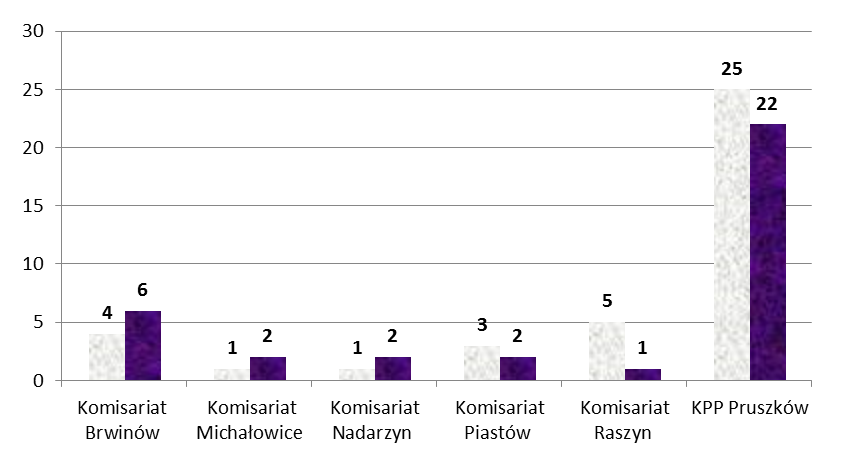 30
25
20
15
10
5
0
4
6
1
2
1
2
3
2
5
1
25
22
Komisariat
Brwinów
Komisariat
Michałowice
Komisariat
Nadarzyn
Komisariat
Piastów
Komisariat
Raszyn
KPP Pruszków